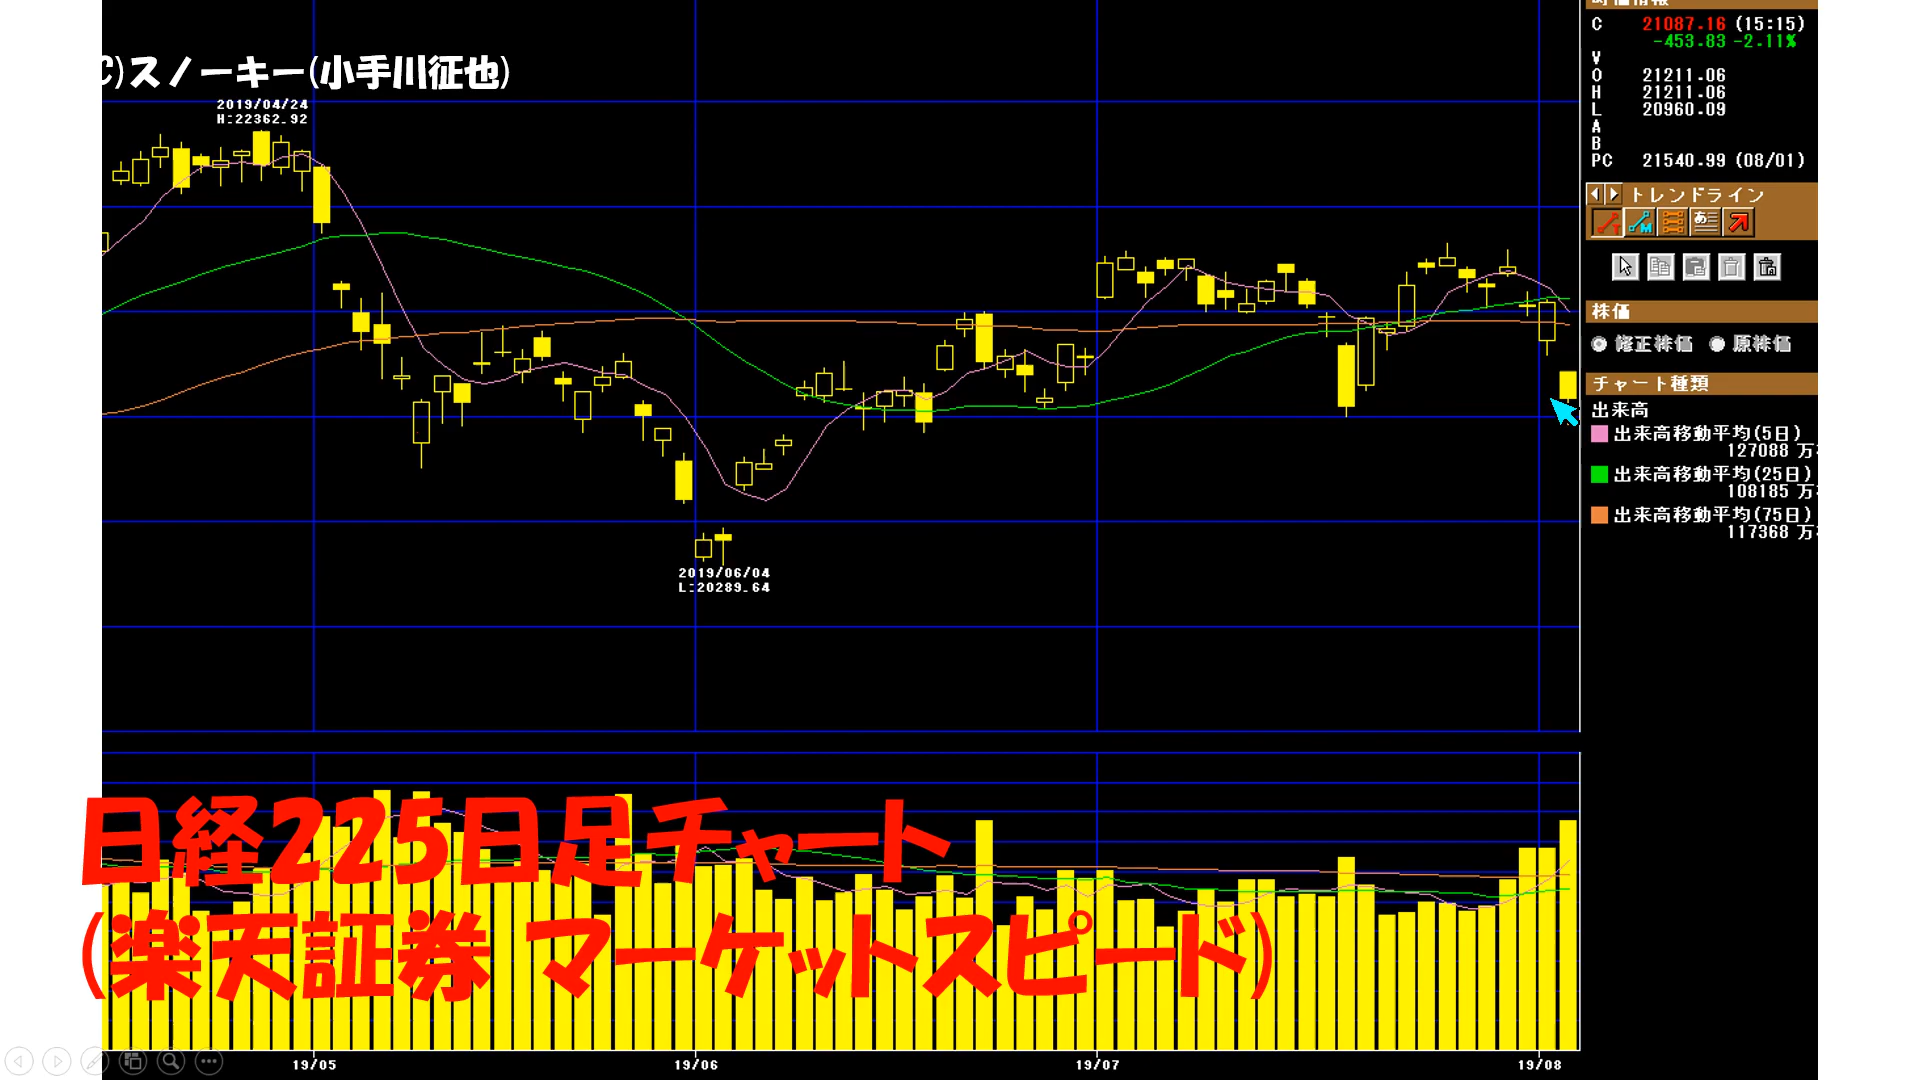 C)スノーキー(小手川征也)
2019/04/24
H:22362.92
2019/06/04
L:20289.64
日経225日足チャート
(楽天証券 マーケットスピード)
19/05
19/06
19/07
19/08
時価情報
C 21087.16 (15:15)
-453.83 -2.11%
V
O 21211.06
H 21211.06
L 20960.09
A
B
PC 21540.99 (08/01)
トレンドライン
T M あ
株価
修正株価 原株価
チャート種類
出来高
出来高移動平均(5日)
127088 万
出来高移動平均(25日)
108185 万
出来高移動平均(75日)
117368 万